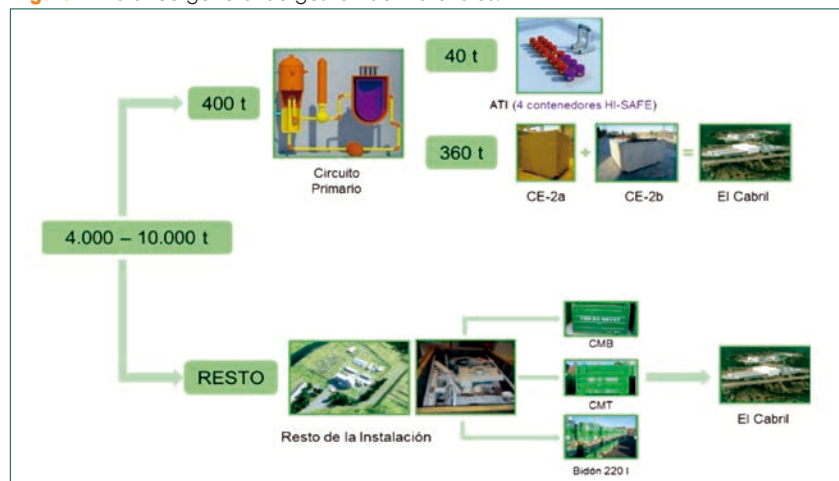 400 t
Circuito
Primario
40 t
ATI (4 contenedores HI-SAFE)
360 t
CE-2a
+
CE-2b
=
El Cabril
4.000 – 10.000 t
RESTO
Resto de la Instalación
CMB
CMT
Bidón 220 l
El Cabril